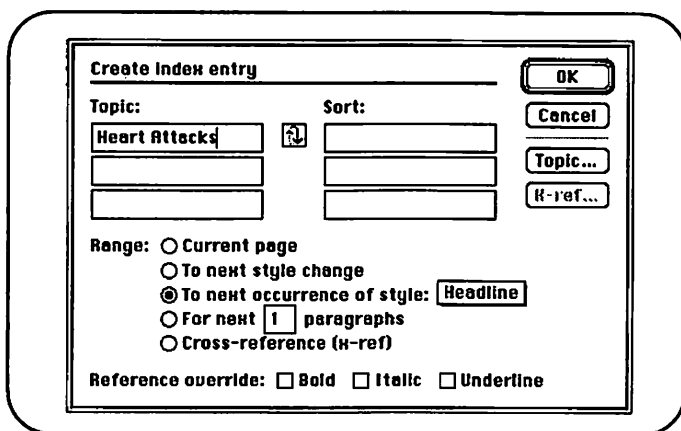 Create Index entry
OK
Topic:
Sort:
Cancel
Heart Attacks
Topic...
X-ref...
Range:
Current page
To next style change
To next occurrence of style: Headline
For next 1 paragraphs
Cross-reference (x-ref)
Reference override: Bold Italic Underline